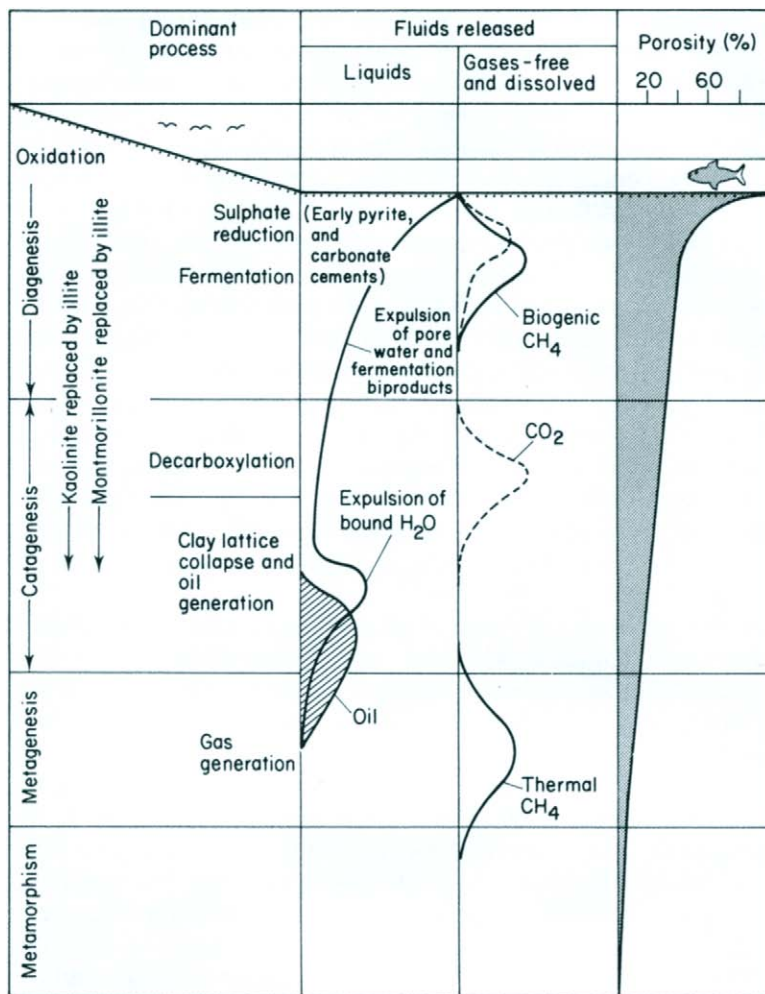 Dominant
process
Fluids released
Liquids
Gases-free
and dissolved
Porosity (%)
20 60
Oxidation
Diagenesis
Catagenesis
Metagenesis
Metamorphism
Kaolinite replaced by illite
Montmorillonite replaced by illite
Sulphate
reduction
Fermentation
(Early pyrite,
and
carbonate
cements)
Expulsion
of pore
water and
fermentation
biproducts
Biogenic
CH4
Decarboxylation
CO2
Expulsion of
bound H2O
Clay lattice
collapse and
oil
generation
Oil
Gas
generation
Thermal
CH4